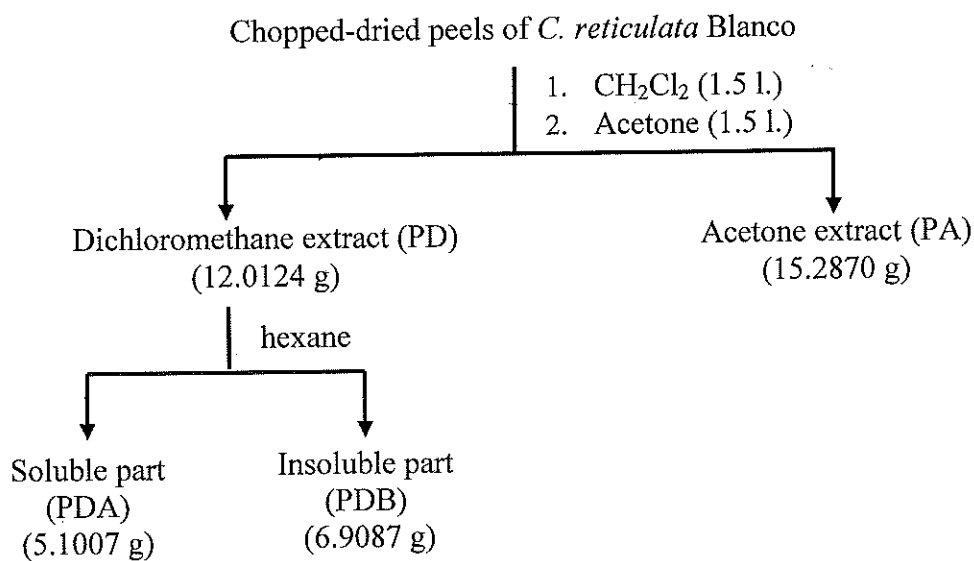 Chopped-dried peels of C. reticulata Blanco
1. CH₂Cl₂ (1.5 l.)
2. Acetone (1.5 l.)
Dichloromethane extract (PD)
(12.0124 g)
Acetone extract (PA)
(15.2870 g)
hexane
Soluble part
(PDA)
(5.1007 g)
Insoluble part
(PDB)
(6.9087 g)